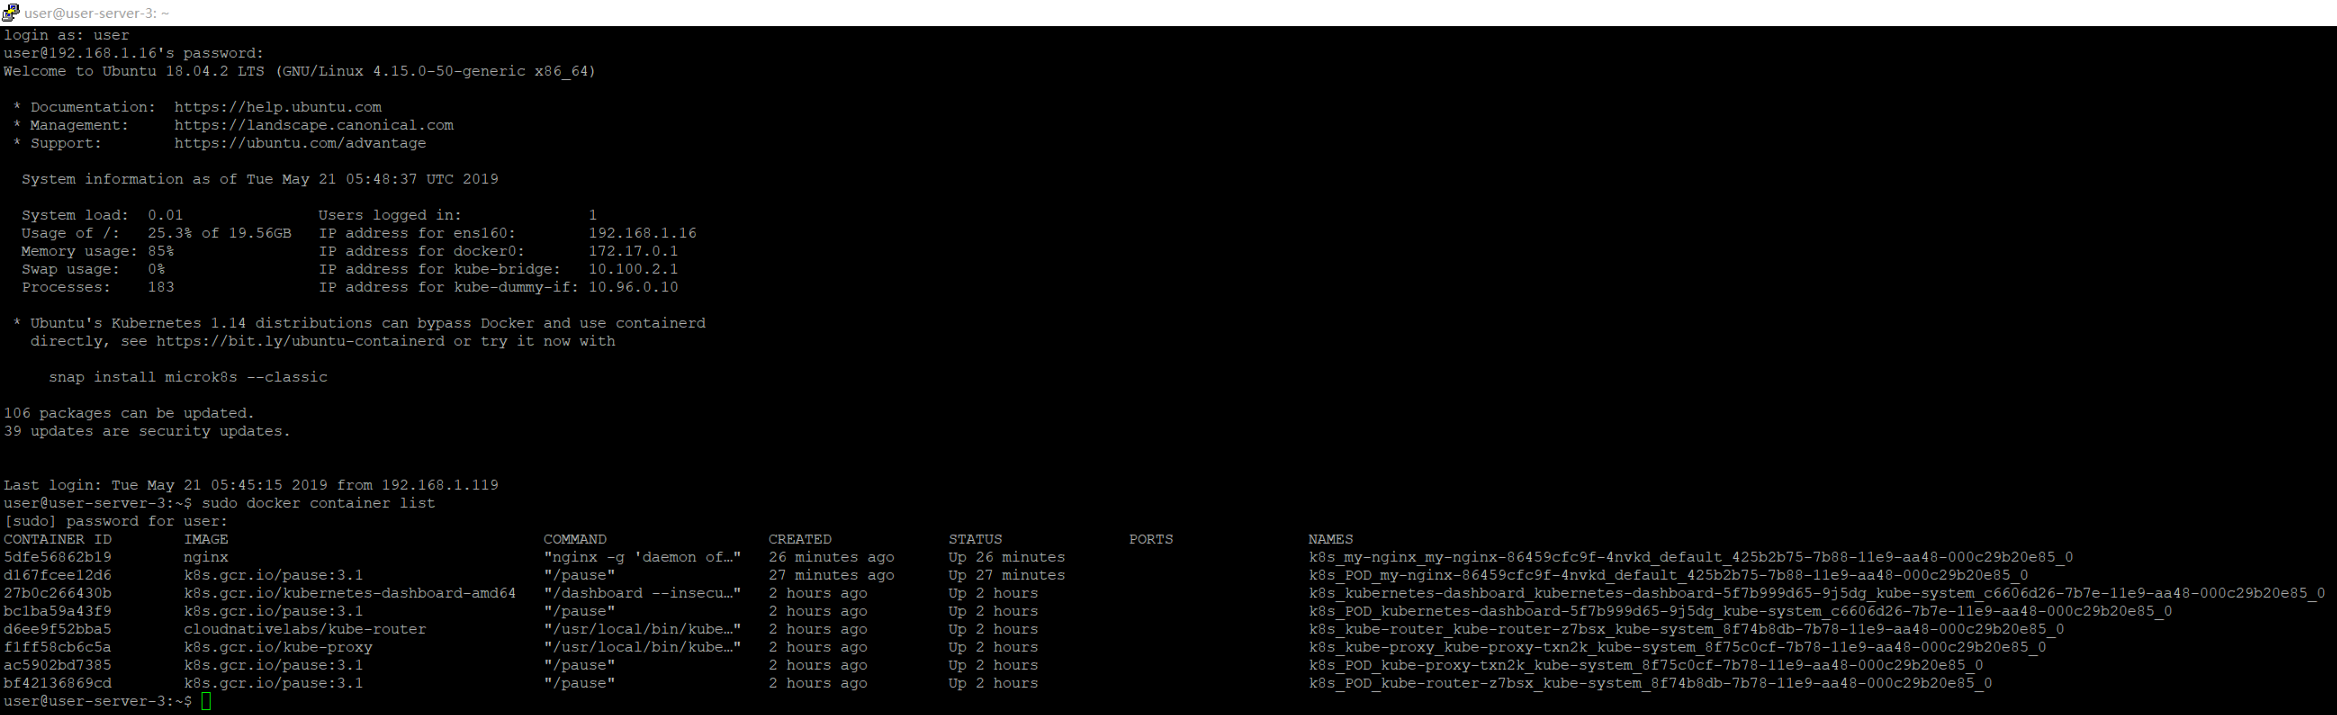 user@user-server-3: ~
login as: user
user@192.168.1.16's password:
Welcome to Ubuntu 18.04.2 LTS (GNU/Linux 4.15.0-50-generic x86_64)
* Documentation:  https://help.ubuntu.com
* Management:     https://landscape.canonical.com
* Support:        https://ubuntu.com/advantage
System information as of Tue May 21 05:48:37 UTC 2019
System load:  0.01               Users logged in:              1
Usage of /:   25.3% of 19.56GB   IP address for ens160:        192.168.1.16
Memory usage: 85%                IP address for docker0:       172.17.0.1
Swap usage:   0%                 IP address for kube-bridge:   10.100.2.1
Processes:    183                IP address for kube-dummy-if: 10.96.0.10
* Ubuntu's Kubernetes 1.14 distributions can bypass Docker and use containerd
directly, see https://bit.ly/ubuntu-containerd or try it now with
snap install microk8s --classic
106 packages can be updated.
39 updates are security updates.
Last login: Tue May 21 05:45:15 2019 from 192.168.1.119
user@user-server-3:~$ sudo docker container list
[sudo] password for user:
CONTAINER ID        IMAGE                                   COMMAND                  CREATED             STATUS              PORTS               NAMES
5dfe56862b19        nginx                                   "nginx -g 'daemon of…"   26 minutes ago      Up 26 minutes                           k8s_my-nginx_my-nginx-86459cfc9f-4nvkd_default_425b2b75-7b88-11e9-aa48-000c29b20e85_0
d167fcee12d6        k8s.gcr.io/pause:3.1                    "/pause"                 27 minutes ago      Up 27 minutes                           k8s_POD_my-nginx-86459cfc9f-4nvkd_default_425b2b75-7b88-11e9-aa48-000c29b20e85_0
27b0c266430b        k8s.gcr.io/kubernetes-dashboard-amd64   "/dashboard --insecu…"   2 hours ago         Up 2 hours                              k8s_kubernetes-dashboard_kubernetes-dashboard-5f7b999d65-9j5dg_kube-system_c6606d26-7b7e-11e9-aa48-000c29b20e85_0
bc1ba59a43f9        k8s.gcr.io/pause:3.1                    "/pause"                 2 hours ago         Up 2 hours                              k8s_POD_kubernetes-dashboard-5f7b999d65-9j5dg_kube-system_c6606d26-7b7e-11e9-aa48-000c29b20e85_0
d6ee9f52bba5        cloudnativelabs/kube-router             "/usr/local/bin/kube…"   2 hours ago         Up 2 hours                              k8s_kube-router_kube-router-z7bsx_kube-system_8f74b8db-7b78-11e9-aa48-000c29b20e85_0
f1ff58cb6c5a        k8s.gcr.io/kube-proxy                   "/usr/local/bin/kube…"   2 hours ago         Up 2 hours                              k8s_kube-proxy_kube-proxy-txn2k_kube-system_8f75c0cf-7b78-11e9-aa48-000c29b20e85_0
ac5902bd7385        k8s.gcr.io/pause:3.1                    "/pause"                 2 hours ago         Up 2 hours                              k8s_POD_kube-proxy-txn2k_kube-system_8f75c0cf-7b78-11e9-aa48-000c29b20e85_0
bf42136869cd        k8s.gcr.io/pause:3.1                    "/pause"                 2 hours ago         Up 2 hours                              k8s_POD_kube-router-z7bsx_kube-system_8f74b8db-7b78-11e9-aa48-000c29b20e85_0
user@user-server-3:~$